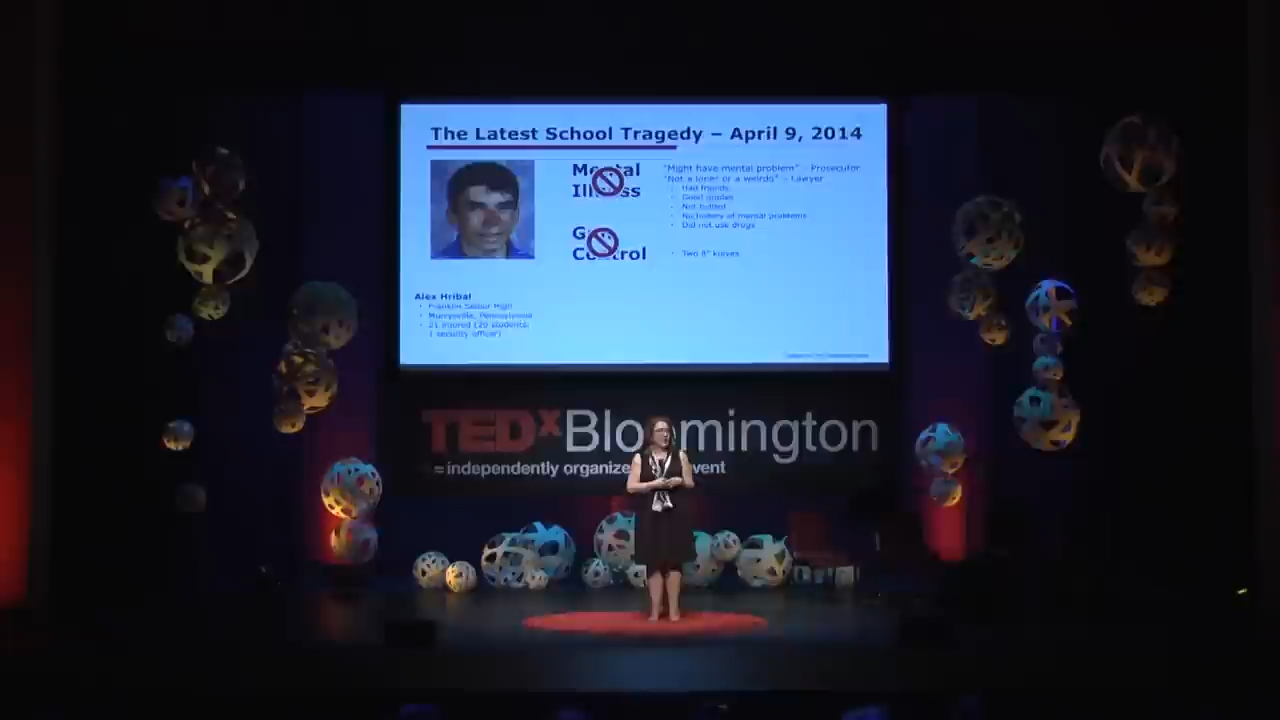 The Latest School Tragedy – April 9, 2014
Mental
Illness
"Might have mental problem" – Prosecutor
"Not a loner or a weirdo" – Lawyer
Had friends
Good grades
Not bullied
No history of mental problems
Did not use drugs
Gun
Control
Two 8" knives
Alex Hribal
Franklin Senior High
Murrysville, Pennsylvania
21 injured (20 students,
1 security officer)
TEDxBloomington
=independently organized event